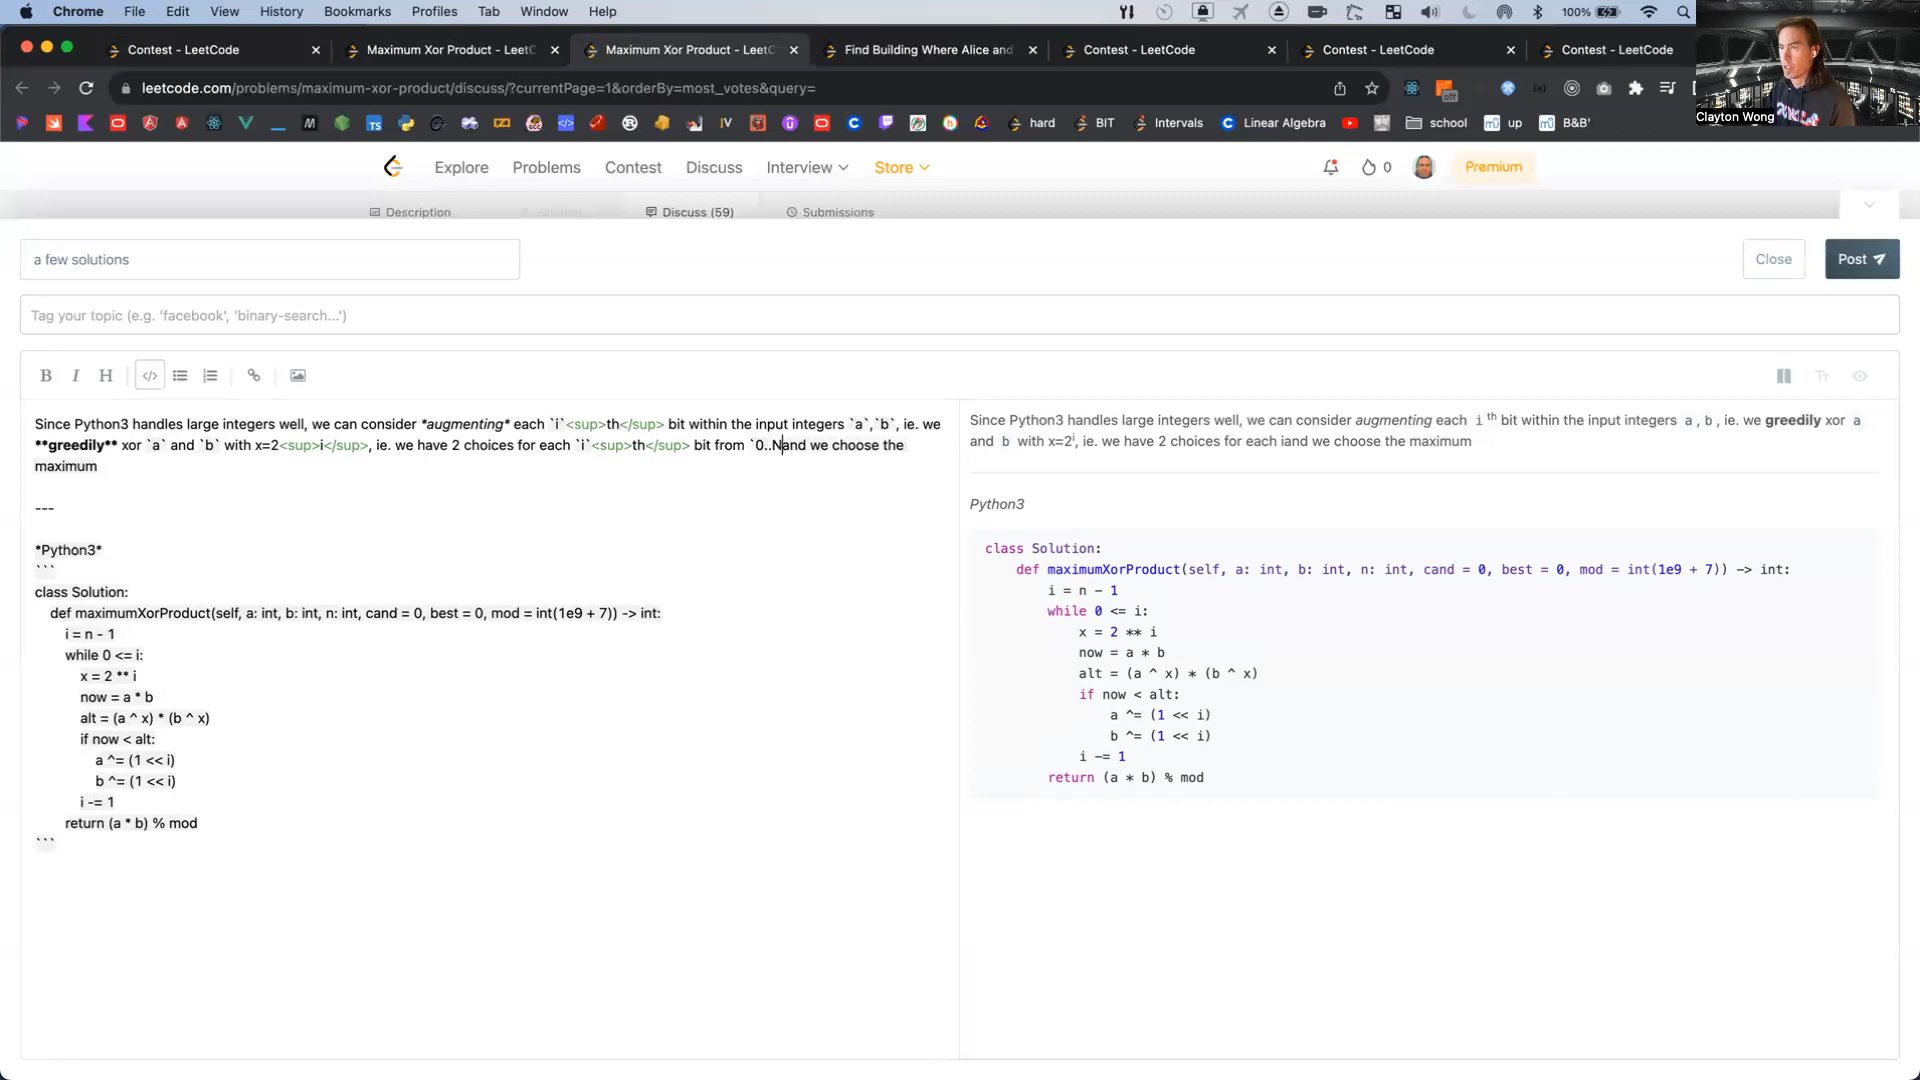 Chrome File Edit View History Bookmarks Profiles Tab Window Help 100%
Contest - LeetCode Maximum Xor Product - LeetC Maximum Xor Product - LeetC Find Building Where Alice and Contest - LeetCode Contest - LeetCode Contest - LeetCode
leetcode.com/problems/maximum-xor-product/discuss/?currentPage=1&orderBy=most_votes&query=
Clayton Wong
hard BIT Intervals Linear Algebra school up B&B'
Explore Problems Contest Discuss Interview Store 0 Premium
Description Discuss (59) Submissions
a few solutions
Close Post
Tag your topic (e.g. 'facebook', 'binary-search...')
B I H
Since Python3 handles large integers well, we can consider *augmenting* each `i`<sup>th</sup> bit within the input integers `a`,`b`, ie. we
**greedily** xor `a` and `b` with x=2<sup>i</sup>, ie. we have 2 choices for each `i`<sup>th</sup> bit from `0..Nand we choose the
maximum
---
*Python3*
```
class Solution:
def maximumXorProduct(self, a: int, b: int, n: int, cand = 0, best = 0, mod = int(1e9 + 7)) -> int:
i = n - 1
while 0 <= i:
x = 2 ** i
now = a * b
alt = (a ^ x) * (b ^ x)
if now < alt:
a ^= (1 << i)
b ^= (1 << i)
i -= 1
return (a * b) % mod
```
Since Python3 handles large integers well, we can consider augmenting each i th bit within the input integers a , b , ie. we greedily xor a
and b with x=2i, ie. we have 2 choices for each iand we choose the maximum
Python3
class Solution:
def maximumXorProduct(self, a: int, b: int, n: int, cand = 0, best = 0, mod = int(1e9 + 7)) -> int:
i = n - 1
while 0 <= i:
x = 2 ** i
now = a * b
alt = (a ^ x) * (b ^ x)
if now < alt:
a ^= (1 << i)
b ^= (1 << i)
i -= 1
return (a * b) % mod